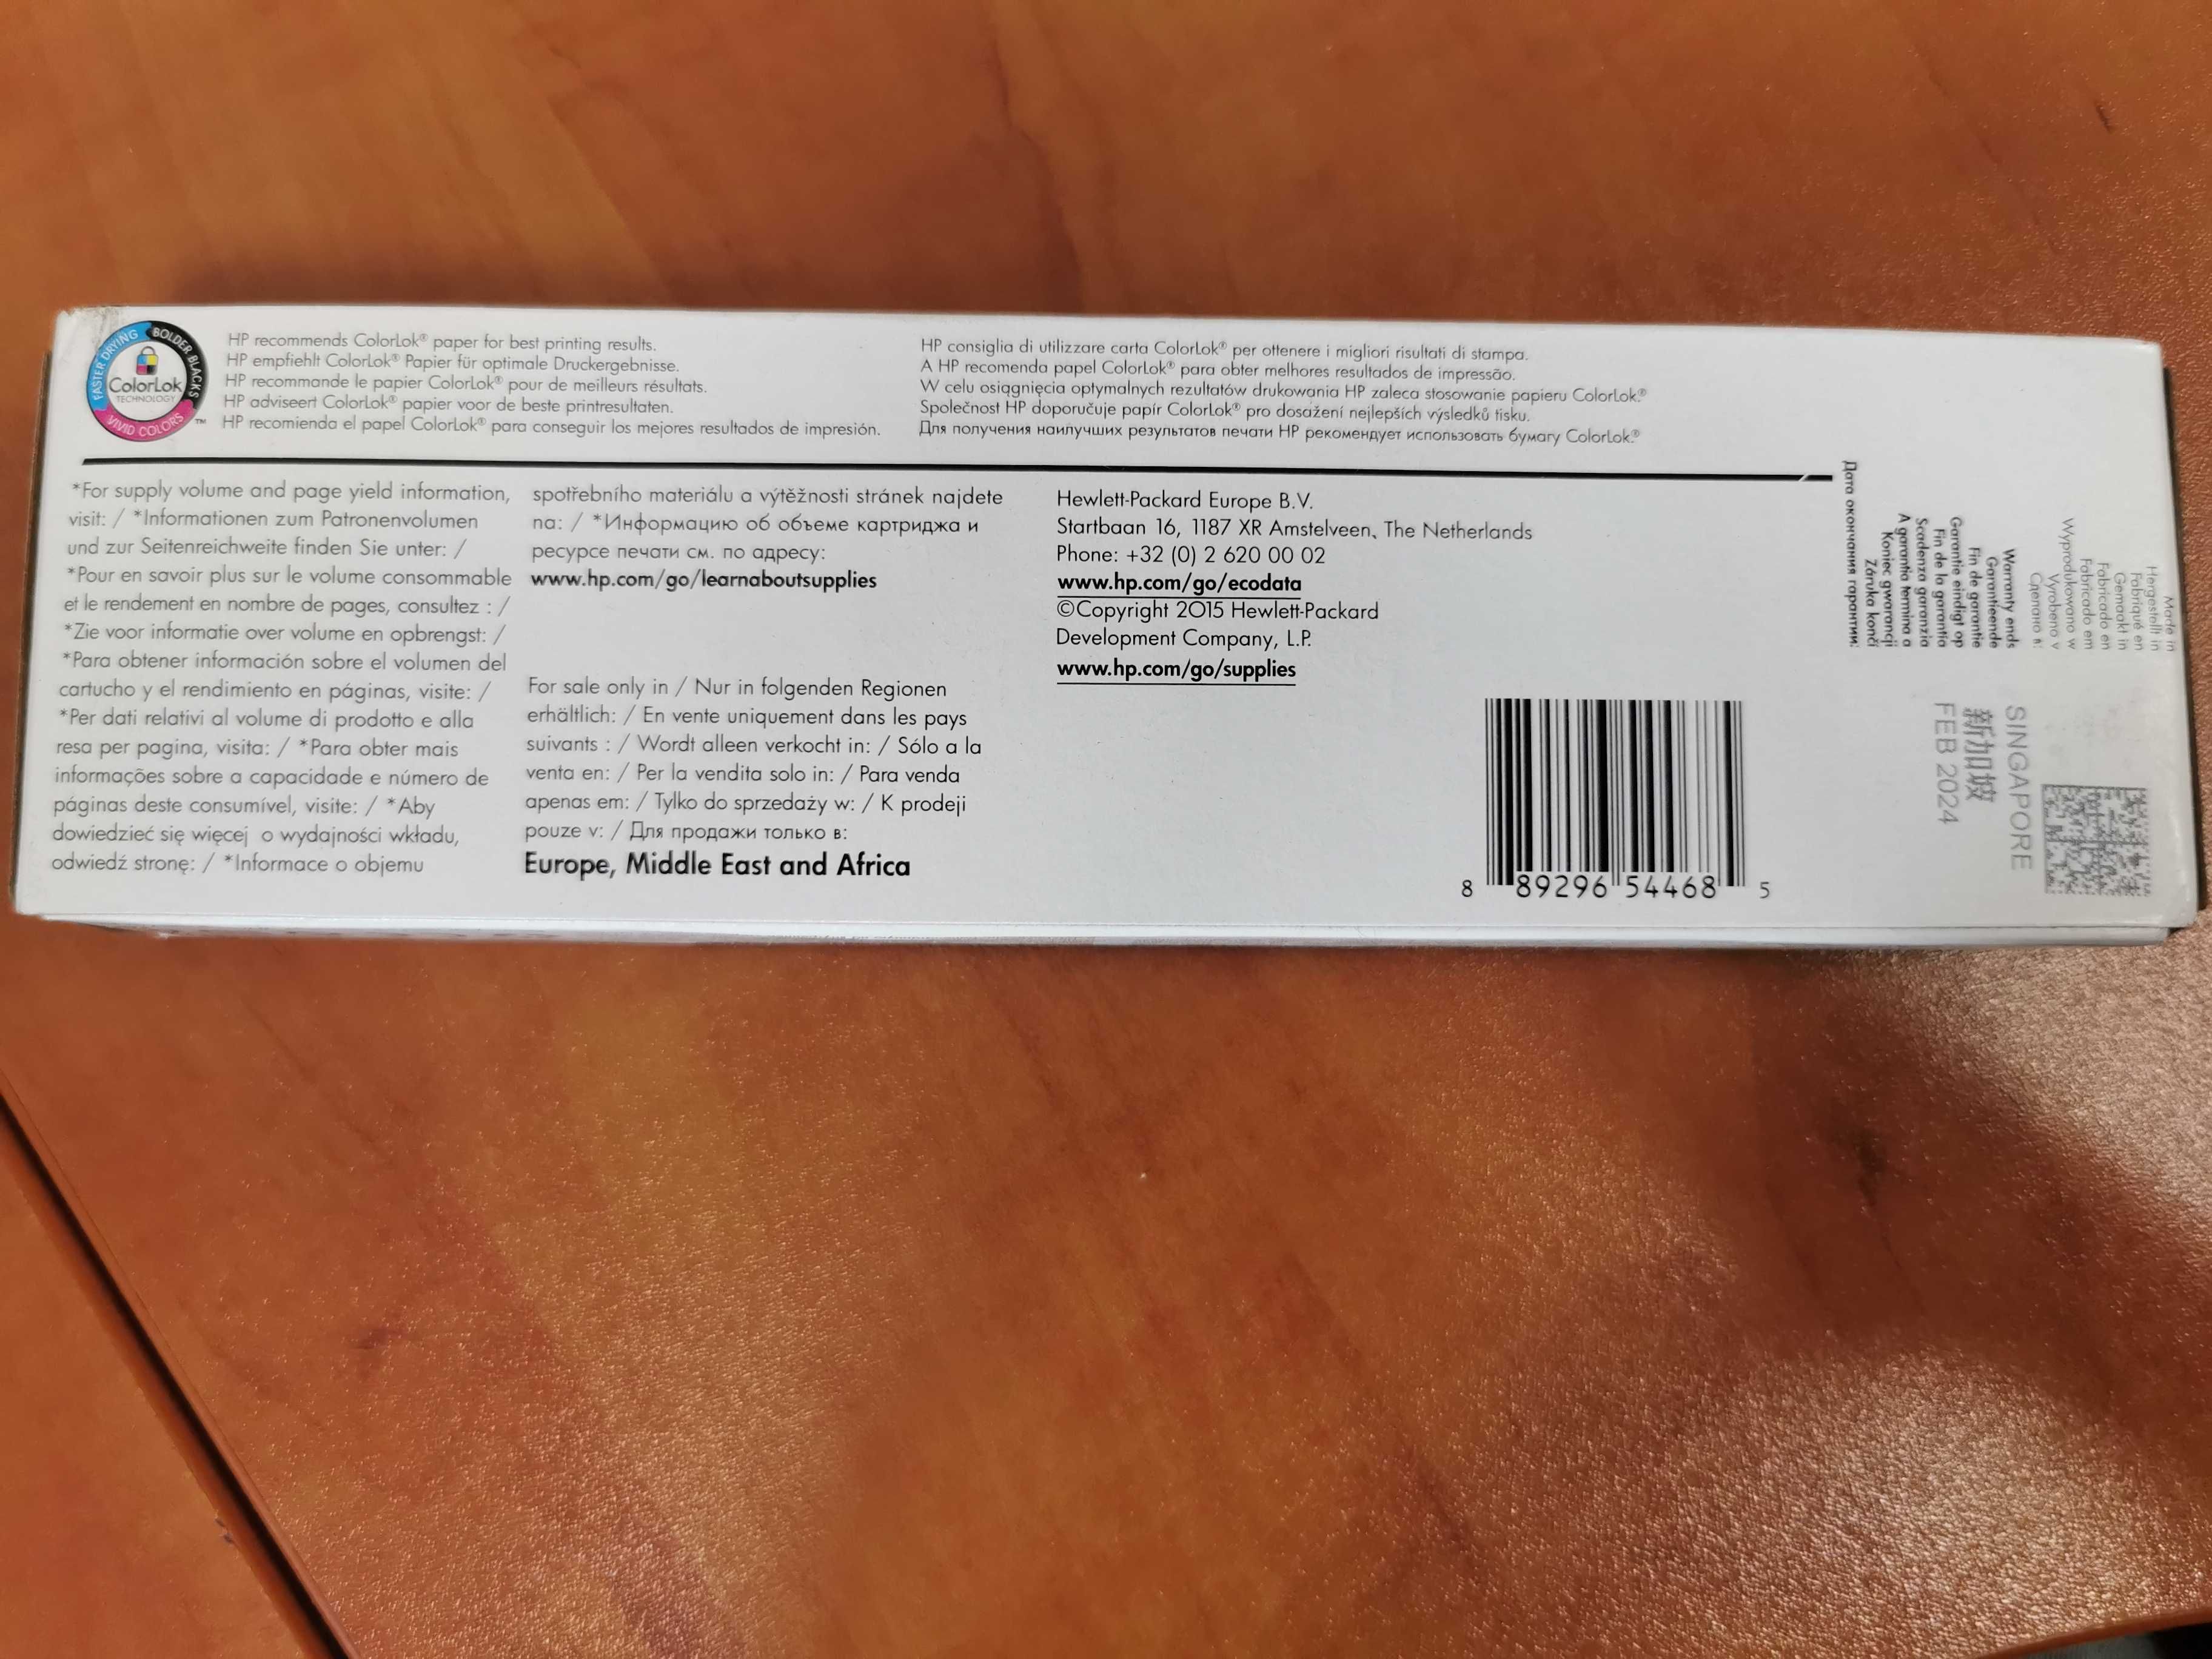 FASTER DRYING
BOLDER BLACKS
VIVID COLORS
ColorLok
TECHNOLOGY
™
HP recommends ColorLok® paper for best printing results.
HP empfiehlt ColorLok® Papier für optimale Druckergebnisse.
HP recommande le papier ColorLok® pour de meilleurs résultats.
HP adviseert ColorLok® papier voor de beste printresultaten.
HP recomienda el papel ColorLok® para conseguir los mejores resultados de impresión.
HP consiglia di utilizzare carta ColorLok® per ottenere i migliori risultati di stampa.
A HP recomenda papel ColorLok® para obter melhores resultados de impressão.
W celu osiągnięcia optymalnych rezultatów drukowania HP zaleca stosowanie papieru ColorLok®.
Společnost HP doporučuje papír ColorLok® pro dosažení nejlepších výsledků tisku.
Для получения наилучших результатов печати HP рекомендует использовать бумагу ColorLok®.
*For supply volume and page yield information,
visit: / *Informationen zum Patronenvolumen
und zur Seitenreichweite finden Sie unter: /
*Pour en savoir plus sur le volume consommable
et le rendement en nombre de pages, consultez : /
*Zie voor informatie over volume en opbrengst: /
*Para obtener información sobre el volumen del
cartucho y el rendimiento en páginas, visite: /
*Per dati relativi al volume di prodotto e alla
resa per pagina, visita: / *Para obter mais
informações sobre a capacidade e número de
páginas deste consumível, visite: / *Aby
dowiedzieć się więcej o wydajności wkładu,
odwiedź stronę: / *Informace o objemu
spotřebního materiálu a výtěžnosti stránek najdete
na: / *Информацию об объеме картриджа и
ресурсе печати см. по адресу:
www.hp.com/go/learnaboutsupplies
For sale only in / Nur in folgenden Regionen
erhältlich: / En vente uniquement dans les pays
suivants : / Wordt alleen verkocht in: / Sólo a la
venta en: / Per la vendita solo in: / Para venda
apenas em: / Tylko do sprzedaży w: / K prodeji
pouze v: / Для продажи только в:
Europe, Middle East and Africa
Hewlett-Packard Europe B.V.
Startbaan 16, 1187 XR Amstelveen, The Netherlands
Phone: +32 (0) 2 620 00 02
www.hp.com/go/ecodata
©Copyright 2015 Hewlett-Packard
Development Company, L.P.
www.hp.com/go/supplies
8 89296 54468 5
Made in
Hergestellt in
Fabriqué en
Gemaakt in
Fabricado en
Fabricado em
Wyprodukowano w
Vyrobeno v
Сделано в:
SINGAPORE
新加坡
FEB 2024
Warranty ends
Garantieende
Fin de garantie
Garantie eindigt op
Fin de la garantía
Scadenza garanzia
A garantia termina a
Koniec gwarancji
Záruka končí
Дата окончания гарантии: